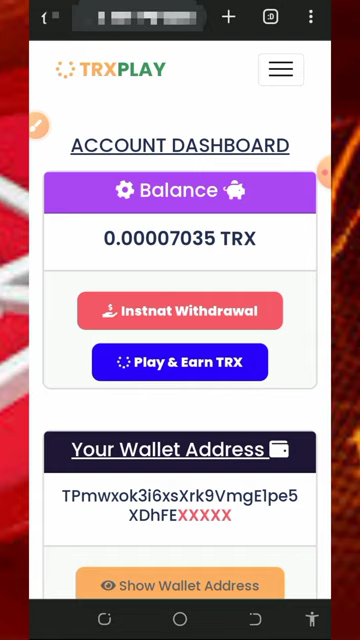 :D
TRXPLAY
ACCOUNT DASHBOARD
Balance
0.00007035 TRX
Instnat Withdrawal
Play & Earn TRX
Your Wallet Address
TPmwxok3i6xsXrk9VmgE1pe5
XDhFEXXXXX
Show Wallet Address